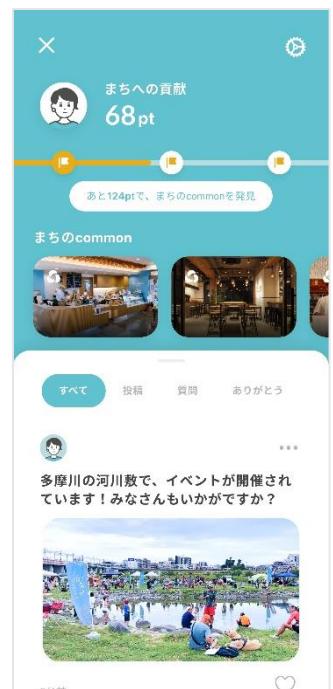 まちへの貢献
68pt
あと124ptで、まちのcommonを発見
まちのcommon
すべて 投稿 質問 ありがとう
多摩川の河川敷で、イベントが開催され
ています！みなさんもいかがですか？